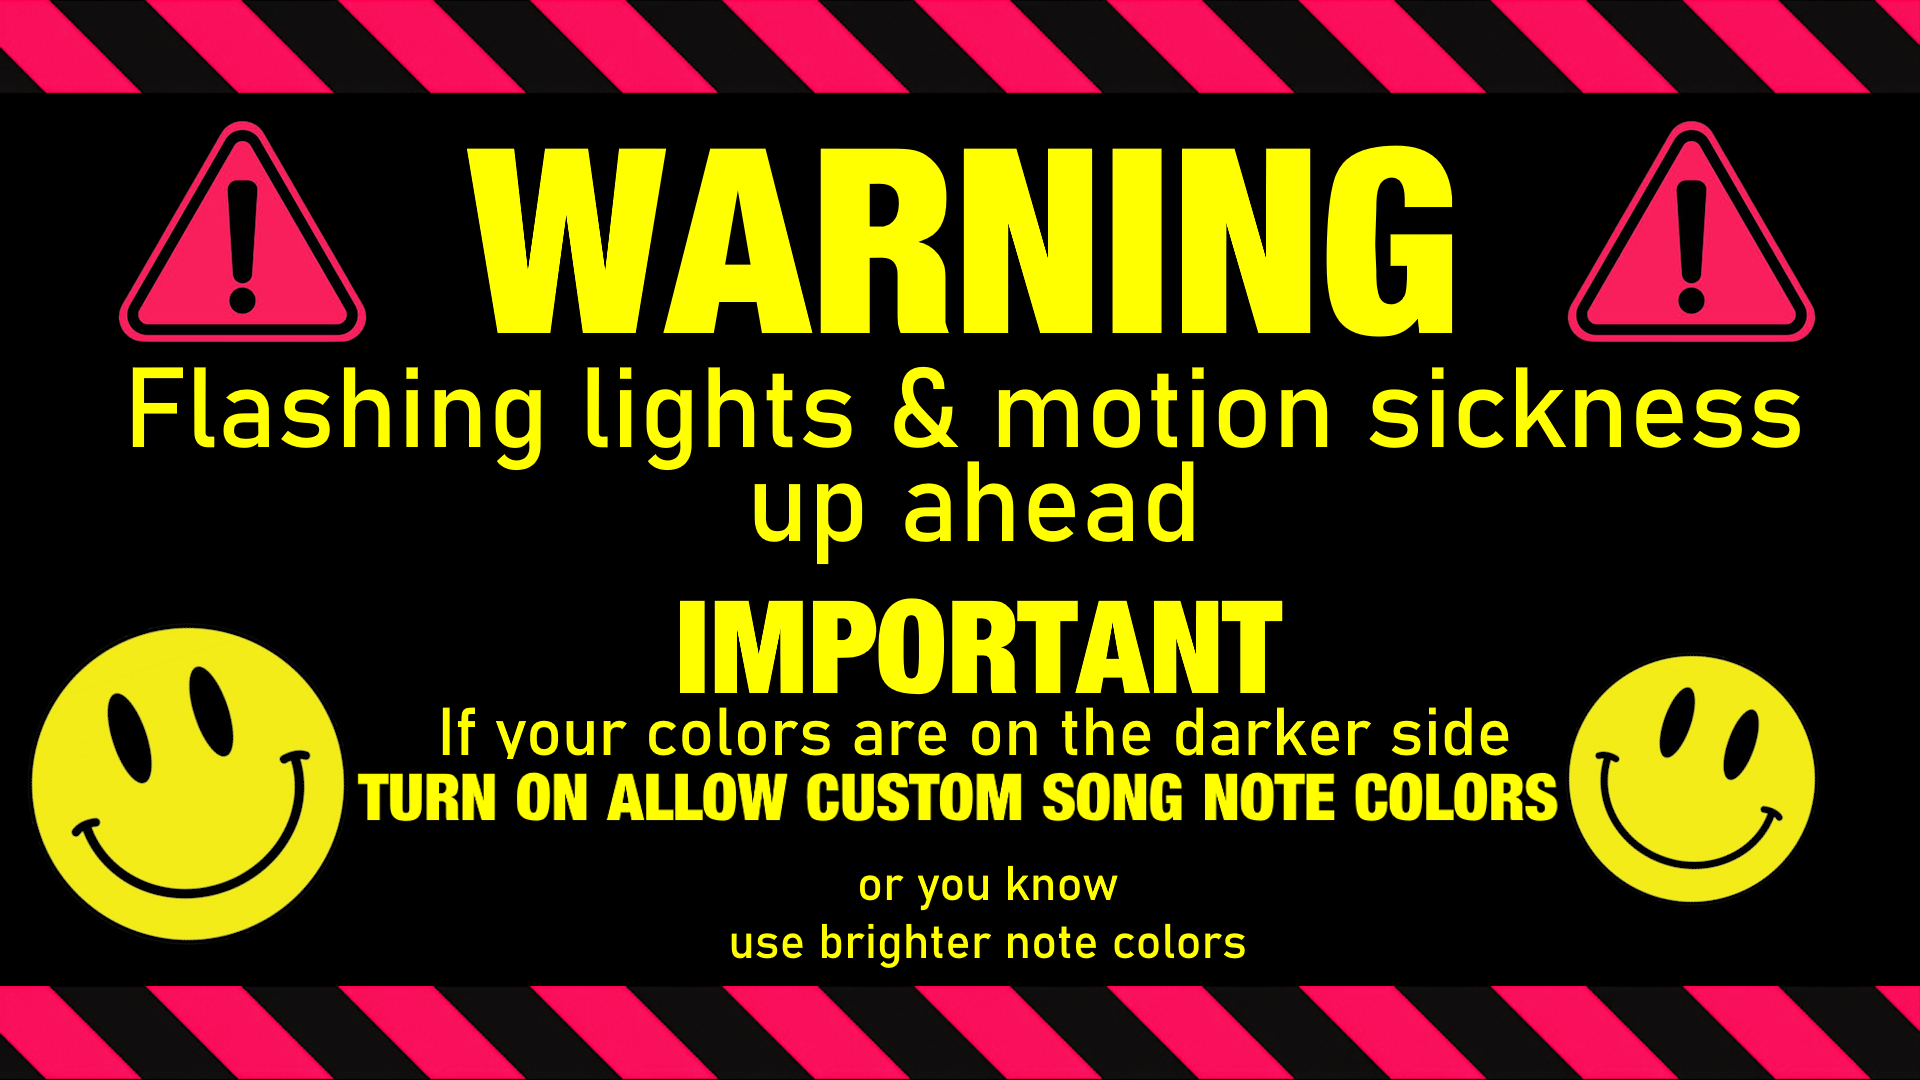 WARNING
Flashing lights & motion sickness
up ahead
IMPORTANT
If your colors are on the darker side
TURN ON ALLOW CUSTOM SONG NOTE COLORS
or you know
use brighter note colors